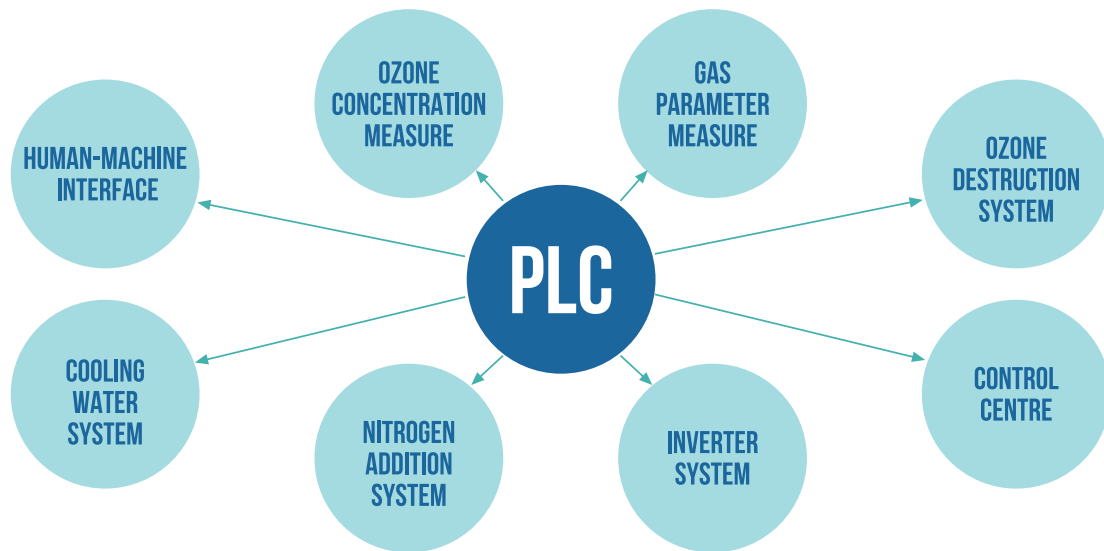 OZONE
CONCENTRATION
MEASURE
GAS
PARAMETER
MEASURE
HUMAN-MACHINE
INTERFACE
OZONE
DESTRUCTION
SYSTEM
PLC
COOLING
WATER
SYSTEM
NITROGEN
ADDITION
SYSTEM
INVERTER
SYSTEM
CONTROL
CENTRE